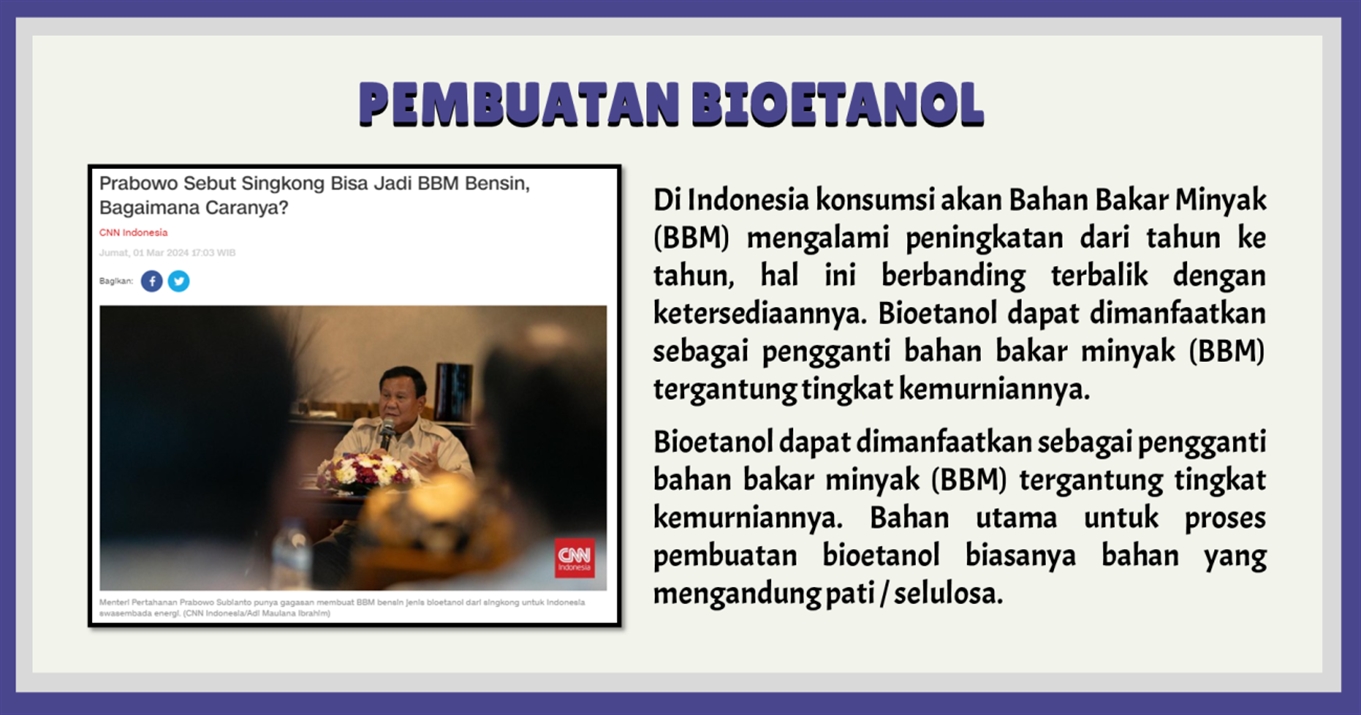 PEMBUATAN BIOETANOL
Prabowo Sebut Singkong Bisa Jadi BBM Bensin,
Bagaimana Caranya?
CNN Indonesia
Jumat, 01 Mar 2024 17:03 WIB
Bagikan:
CNN
Indonesia
Menteri Pertahanan Prabowo Subianto punya gagasan membuat BBM bensin jenis bioetanol dari singkong untuk Indonesia
swasembada energi. (CNN Indonesia/Adi Maulana Ibrahim)
Di Indonesia konsumsi akan Bahan Bakar Minyak
(BBM) mengalami peningkatan dari tahun ke
tahun, hal ini berbanding terbalik dengan
ketersediaannya. Bioetanol dapat dimanfaatkan
sebagai pengganti bahan bakar minyak (BBM)
tergantung tingkat kemurniannya.
Bioetanol dapat dimanfaatkan sebagai pengganti
bahan bakar minyak (BBM) tergantung tingkat
kemurniannya. Bahan utama untuk proses
pembuatan bioetanol biasanya bahan yang
mengandung pati / selulosa.